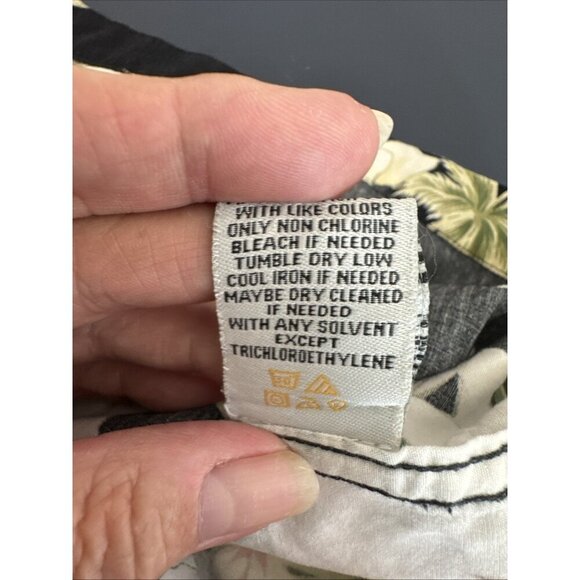 WITH LIKE COLORS
ONLY NON CHLORINE
BLEACH IF NEEDED
TUMBLE DRY LOW
COOL IRON IF NEEDED
MAYBE DRY CLEANED
IF NEEDED
WITH ANY SOLVENT
EXCEPT
TRICHLOROETHYLENE